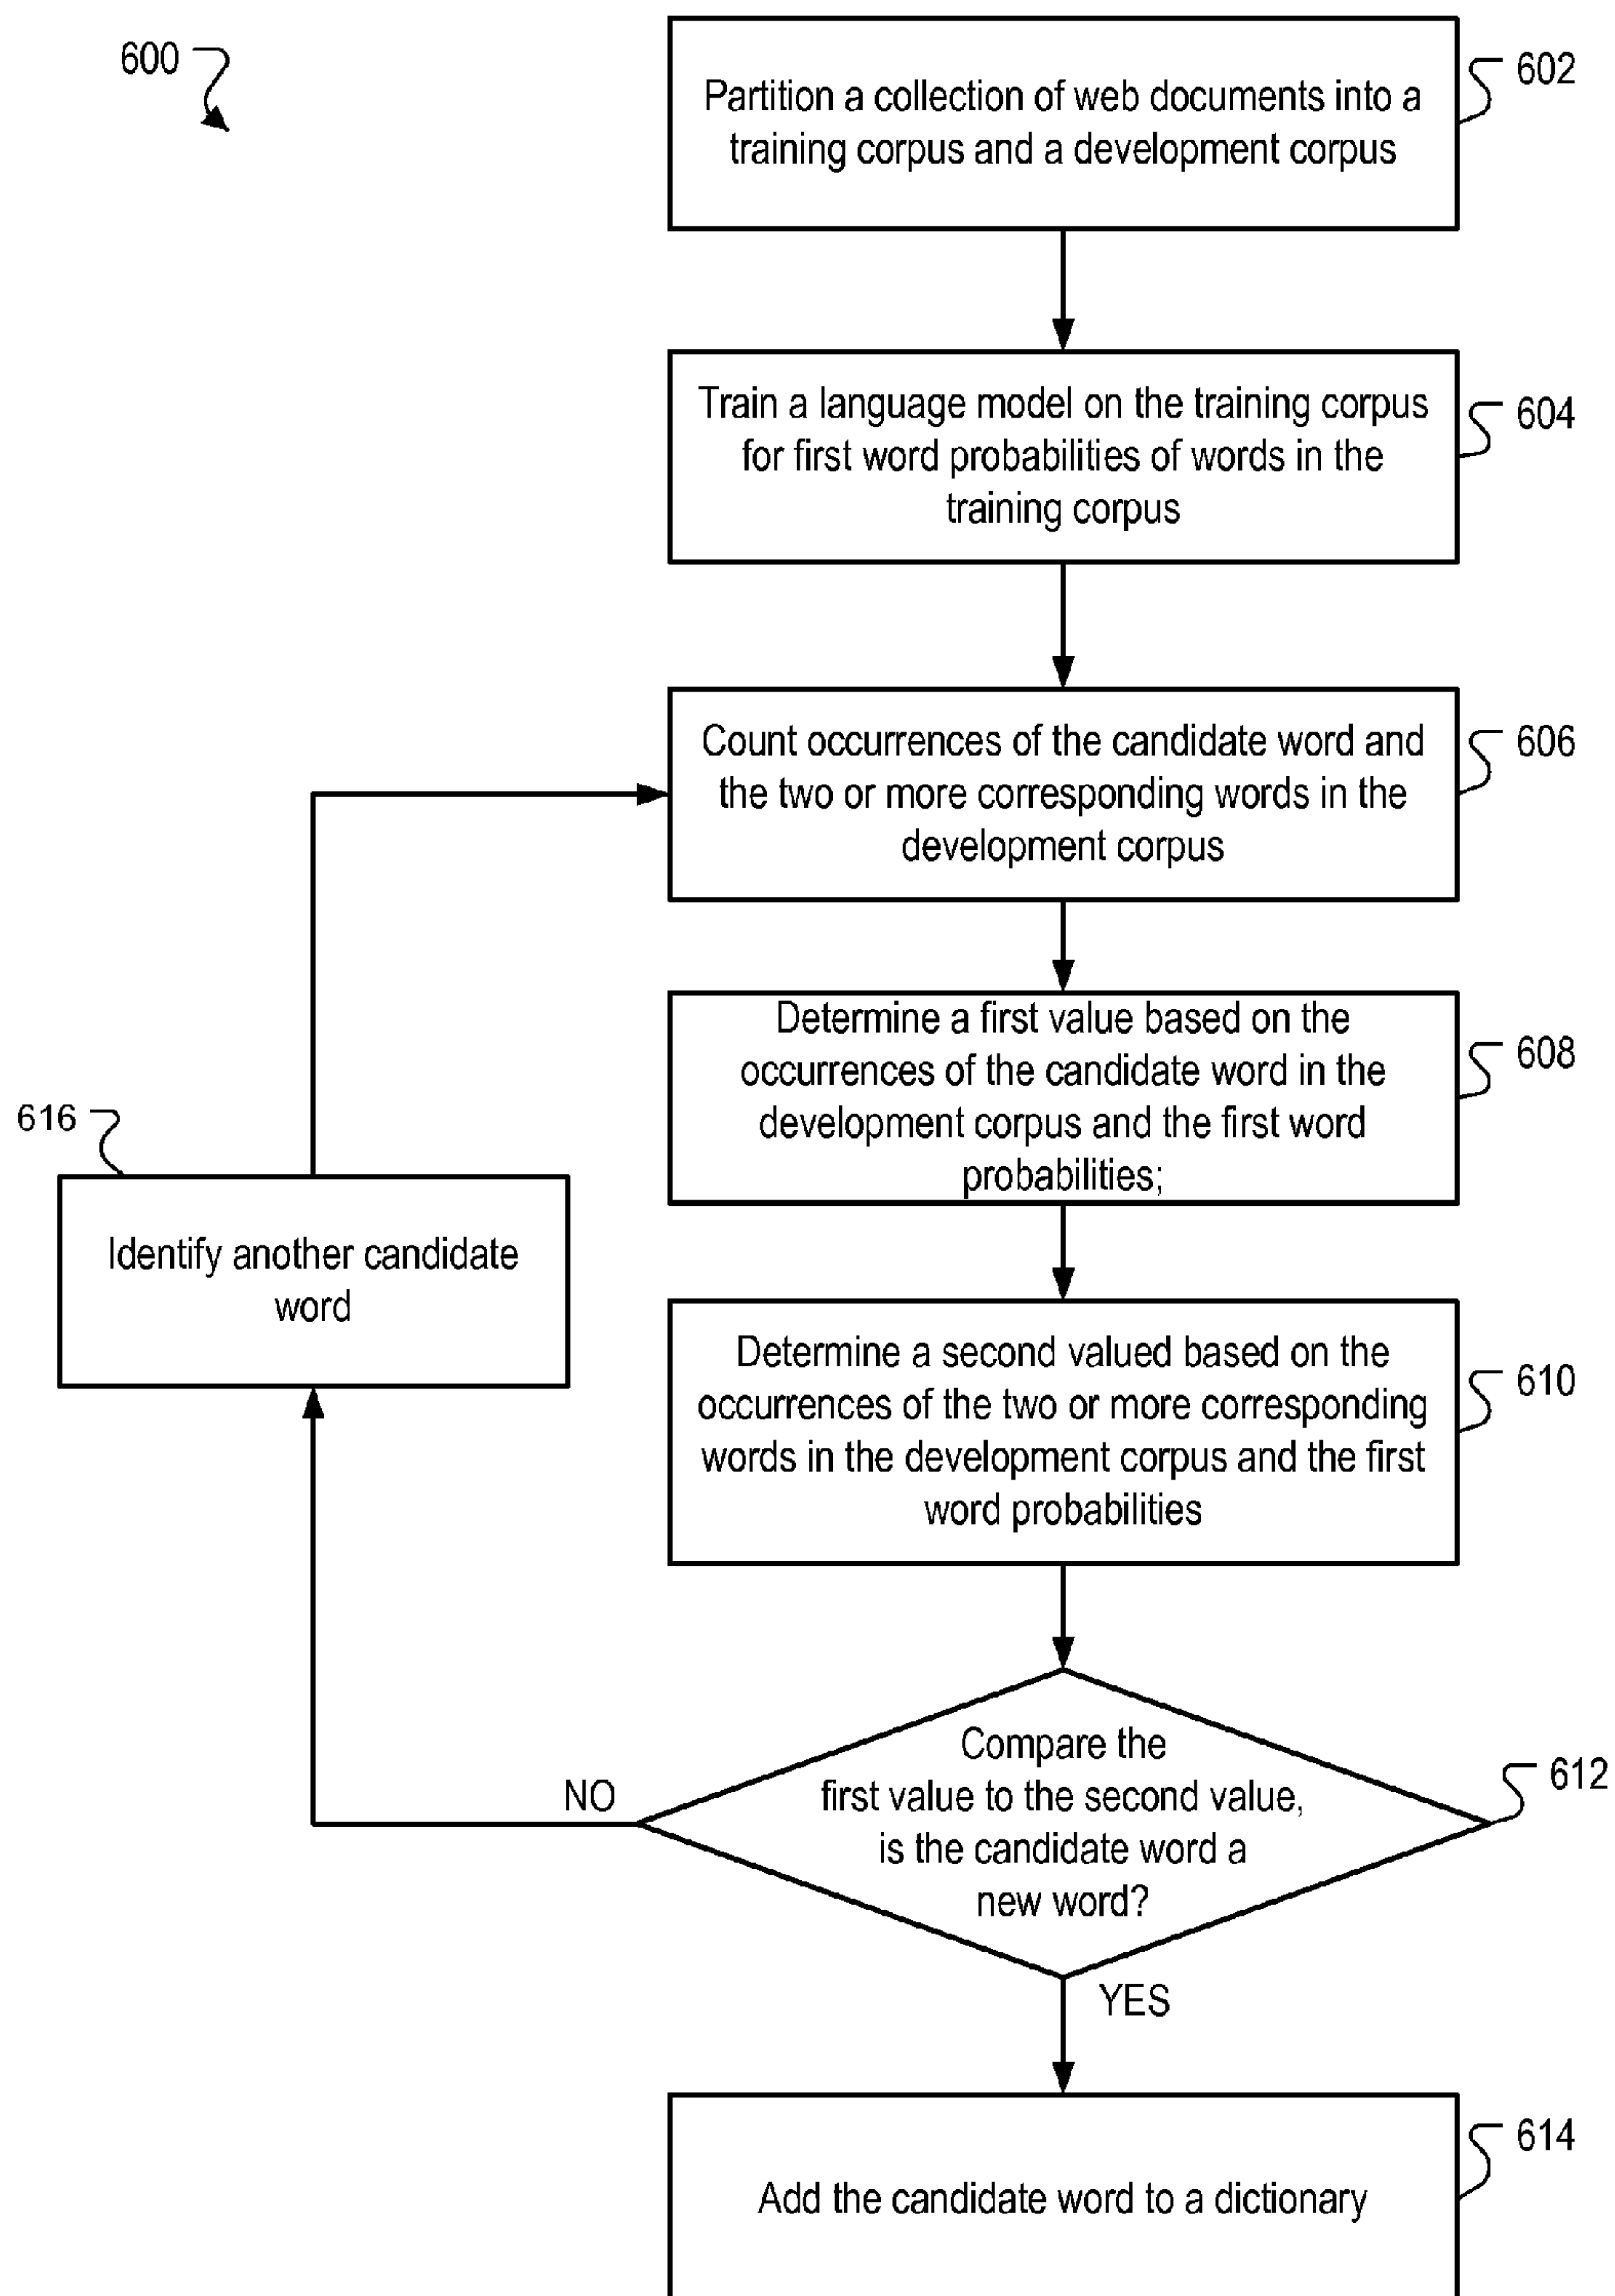 600
Partition a collection of web documents into a
training corpus and a development corpus
602
Train a language model on the training corpus
for first word probabilities of words in the
training corpus
604
Count occurrences of the candidate word and
the two or more corresponding words in the
development corpus
606
Determine a first value based on the
occurrences of the candidate word in the
development corpus and the first word
probabilities;
608
616
Identify another candidate
word
Determine a second valued based on the
occurrences of the two or more corresponding
words in the development corpus and the first
word probabilities
610
Compare the
first value to the second value,
is the candidate word a
new word?
612
NO
YES
Add the candidate word to a dictionary
614